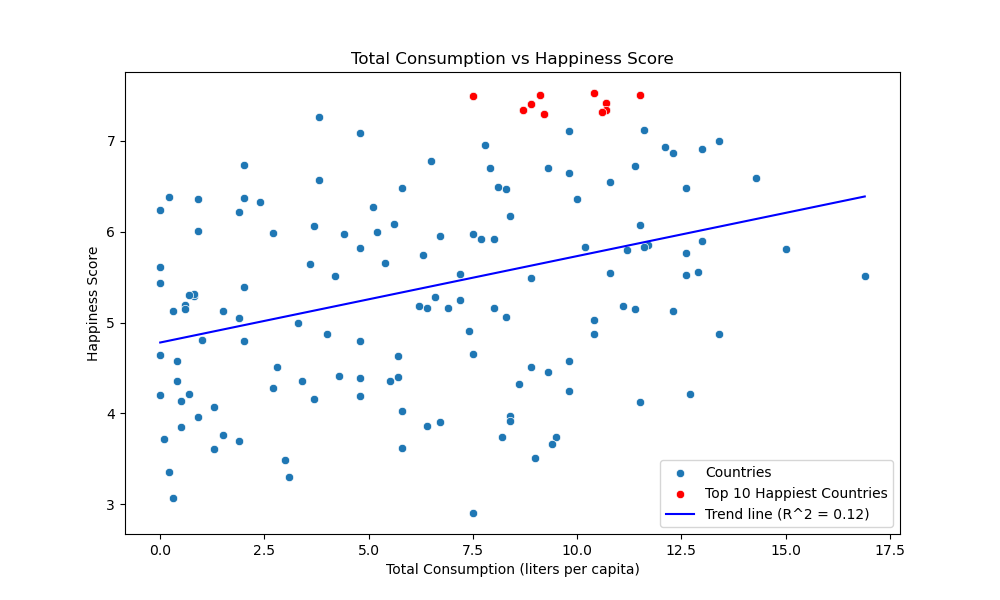 Total Consumption vs Happiness Score
Happiness Score
7
6
5
4
3
0.0 2.5 5.0 7.5 10.0 12.5 15.0 17.5
Total Consumption (liters per capita)
Countries
Top 10 Happiest Countries
Trend line (R^2 = 0.12)